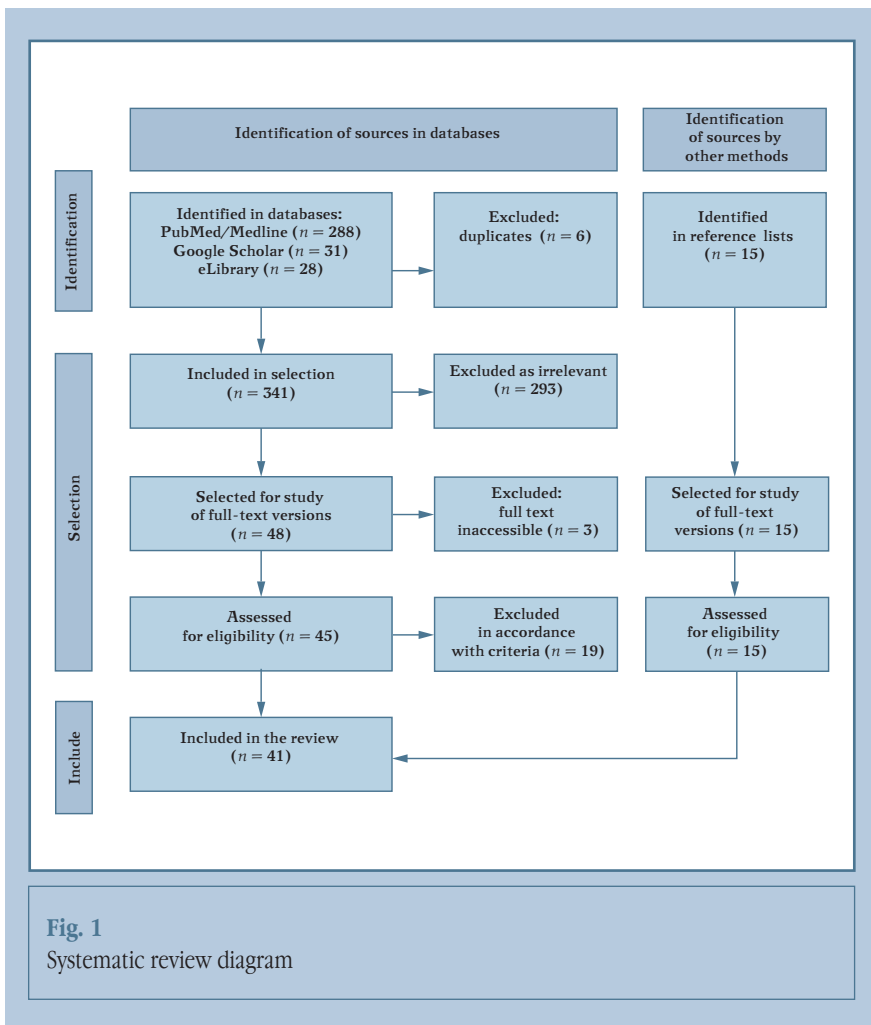 Identification of sources in databases
Identification
of sources by
other methods
Identification
Identified in databases:
PubMed/Medline (n = 288)
Google Scholar (n = 31)
eLibrary (n = 28)
Excluded:
duplicates (n = 6)
Identified
in reference lists
(n = 15)
Selection
Included in selection
(n = 341)
Excluded as irrelevant
(n = 293)
Selected for study
of full-text versions
(n = 48)
Excluded:
full text
inaccessible (n = 3)
Selected for study
of full-text
versions (n = 15)
Assessed
for eligibility (n = 45)
Excluded
in accordance
with criteria (n = 19)
Assessed
for eligibility
(n = 15)
Include
Included in the review
(n = 41)
Fig. 1
Systematic review diagram